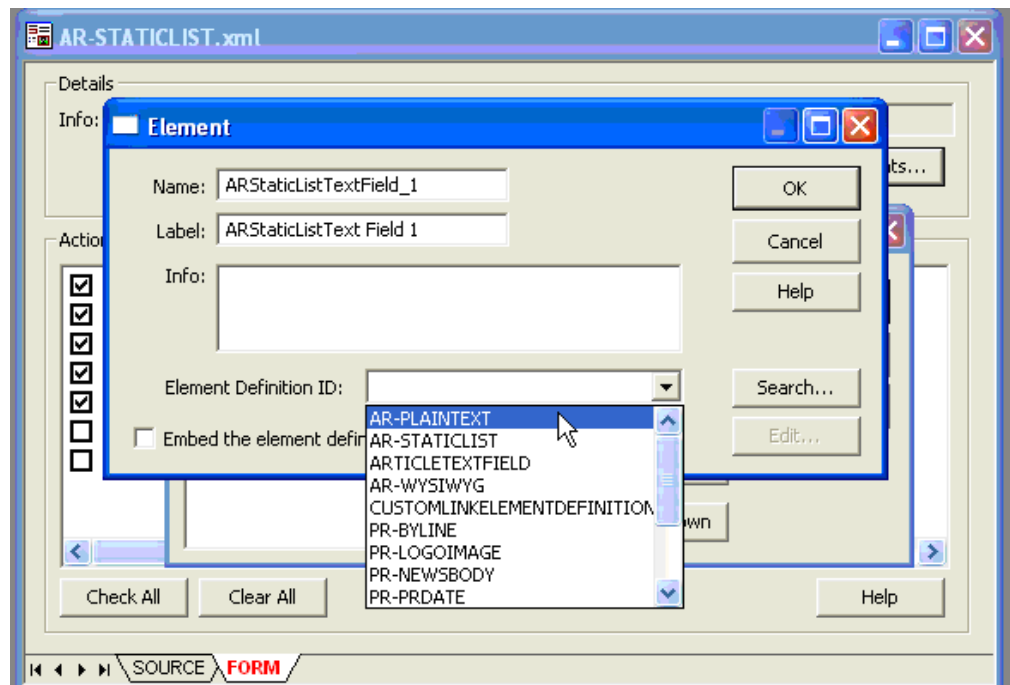 AR-STATICLIST.xml
Details
Info:
Element
Name: ARStaticListTextField_1
OK
ts...
Label: ARStaticListText Field 1
Cancel
Action
Info:
Help
Element Definition ID:
Search...
AR-PLAINTEXT
Embed the element defin
AR-STATICLIST
Edit...
ARTICLETEXTFIELD
AR-WYSIWYG
CUSTOMLINKELEMENTDEFINITION
PR-BYLINE
wn
PR-LOGOIMAGE
PR-NEWSBODY
PR-PRDATE
Check All
Clear All
Help
SOURCE
FORM